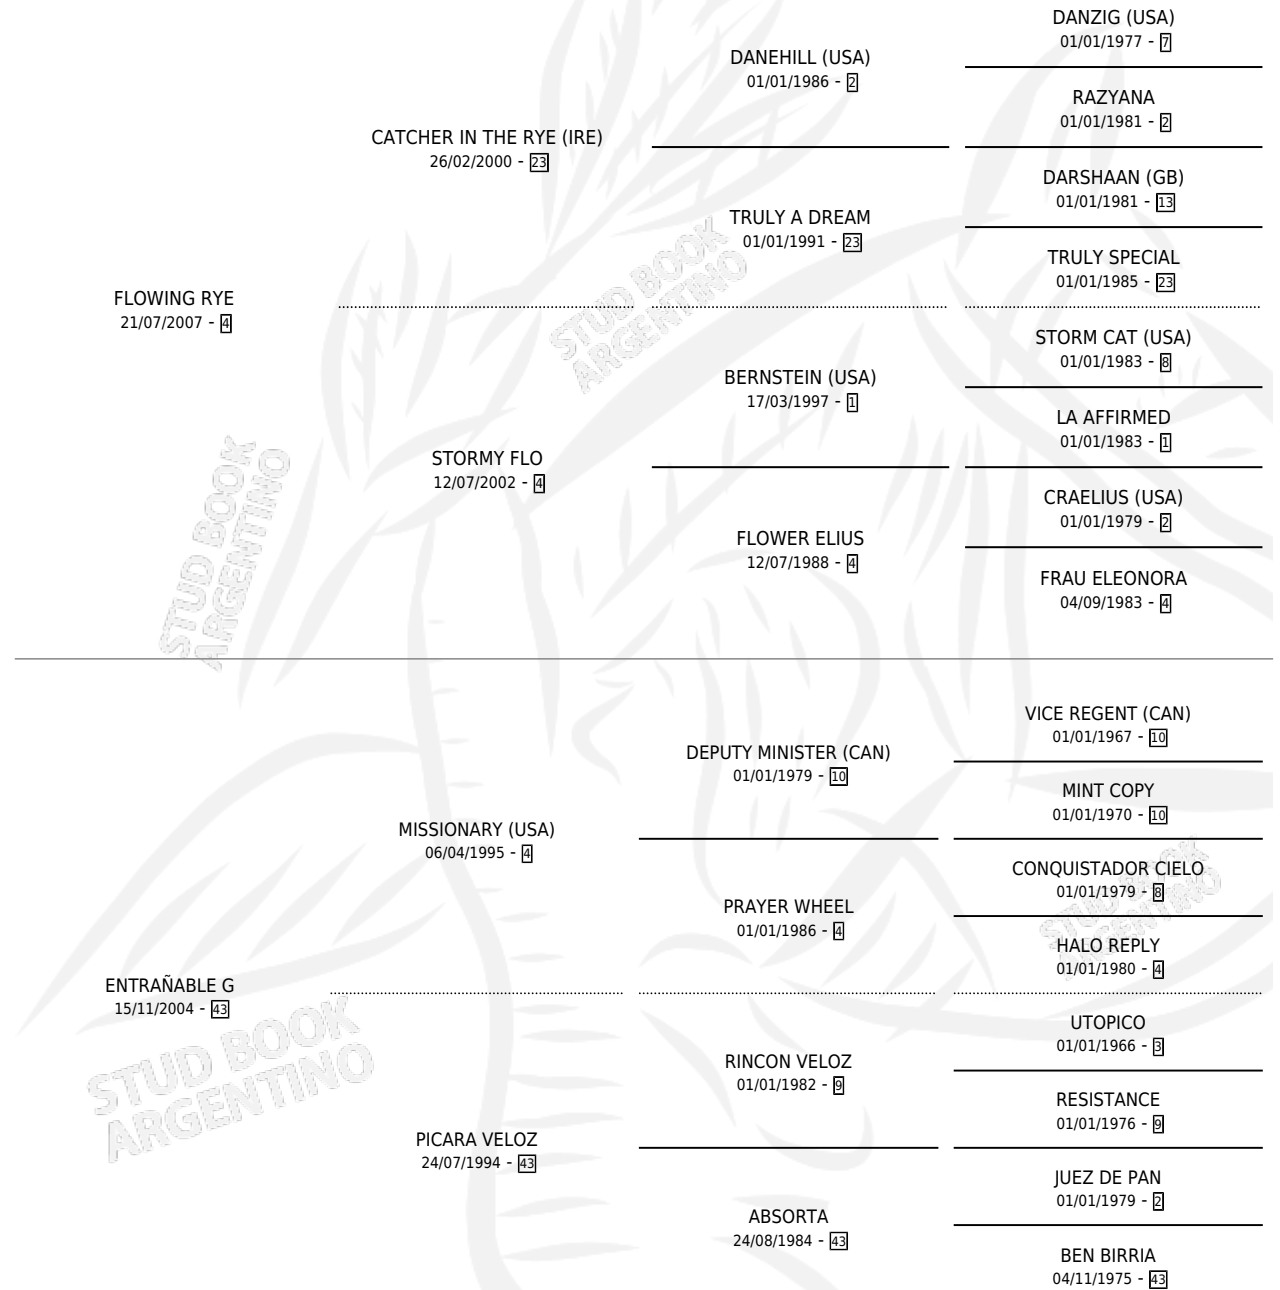 DANZIG (USA)
01/01/1977 - 7
DANEHILL (USA)
01/01/1986 - 2
RAZYANA
01/01/1981 - 2
CATCHER IN THE RYE (IRE)
26/02/2000 - 23
DARSHAAN (GB)
01/01/1981 - 13
TRULY A DREAM
01/01/1991 - 23
TRULY SPECIAL
01/01/1985 - 23
FLOWING RYE
21/07/2007 - 4
STORM CAT (USA)
01/01/1983 - 8
BERNSTEIN (USA)
17/03/1997 - 1
LA AFFIRMED
01/01/1983 - 1
STORMY FLO
12/07/2002 - 4
CRAELIUS (USA)
01/01/1979 - 2
FLOWER ELIUS
12/07/1988 - 4
FRAU ELEONORA
04/09/1983 - 4
VICE REGENT (CAN)
01/01/1967 - 10
DEPUTY MINISTER (CAN)
01/01/1979 - 10
MINT COPY
01/01/1970 - 10
MISSIONARY (USA)
06/04/1995 - 4
CONQUISTADOR CIELO
01/01/1979 - 8
PRAYER WHEEL
01/01/1986 - 4
HALO REPLY
01/01/1980 - 4
ENTRAÑABLE G
15/11/2004 - 43
UTOPICO
01/01/1966 - 3
RINCON VELOZ
01/01/1982 - 9
RESISTANCE
01/01/1976 - 9
PICARA VELOZ
24/07/1994 - 43
JUEZ DE PAN
01/01/1979 - 2
ABSORTA
24/08/1984 - 43
BEN BIRRIA
04/11/1975 - 43
STUD BOOK
ARGENTINO
STUD BOOK
ARGENTINO
STUD BOOK
ARGENTINO
STUD BOOK
ARGENTINO